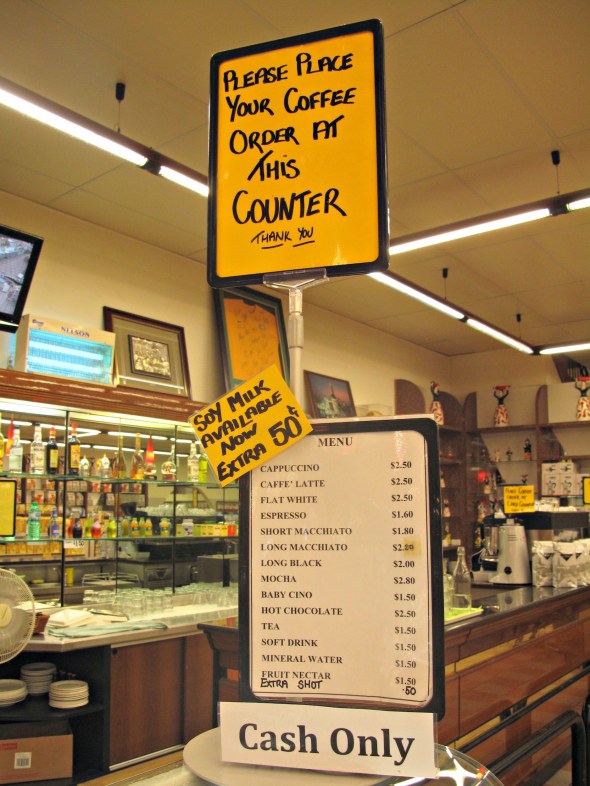 PLEASE PLACE
YOUR COFFEE
ORDER AT
THIS
COUNTER
THANK YOU
NELSON
SOY MILK
AVAILABLE
NOW
EXTRA 50¢
MENU
CAPPUCCINO $2.50
CAFFE' LATTE $2.50
FLAT WHITE $2.50
ESPRESSO $1.60
SHORT MACCHIATO $1.80
LONG MACCHIATO $2.00
LONG BLACK $2.00
MOCHA $2.80
BABY CINO $1.50
HOT CHOCOLATE $2.50
TEA $1.50
SOFT DRINK $1.50
MINERAL WATER $1.50
FRUIT NECTAR $1.50
EXTRA SHOT .50
Cash Only